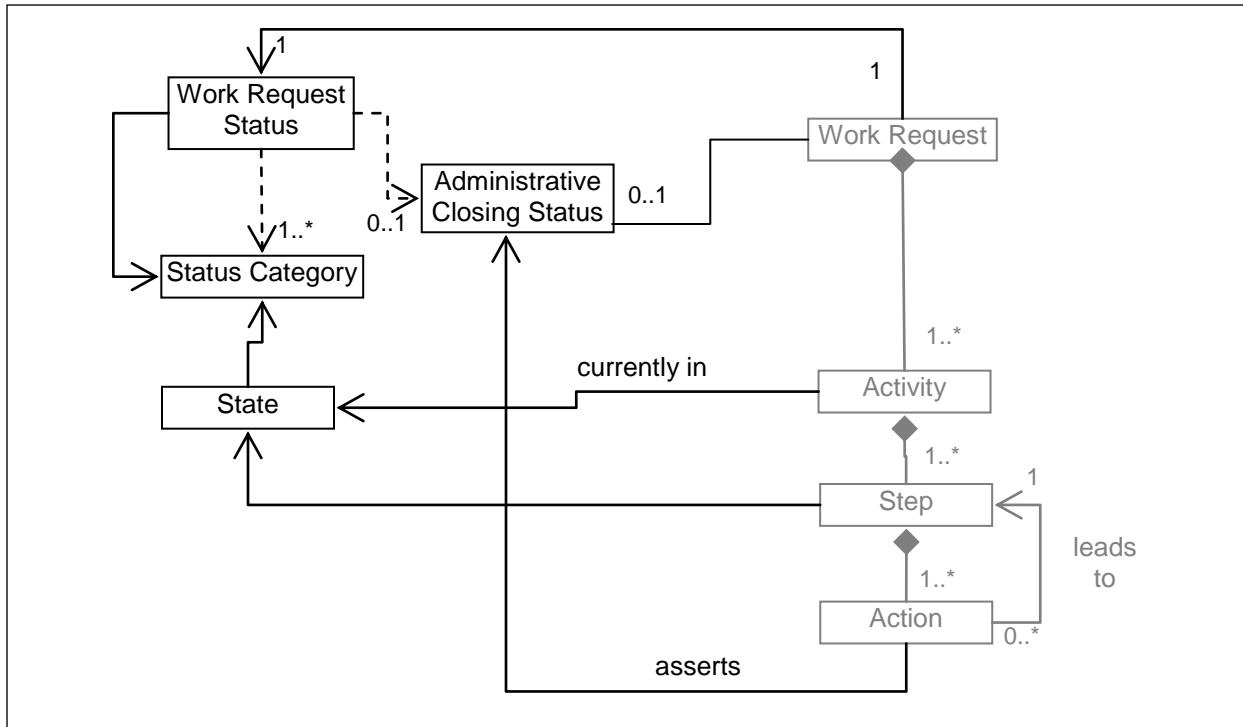 1
1
Work Request
Status
Work Request
Administrative
Closing Status
0..1
0..1
1..*
Status Category
1..*
currently in
Activity
State
1..*
1
Step
leads
to
1..*
Action
0..*
asserts